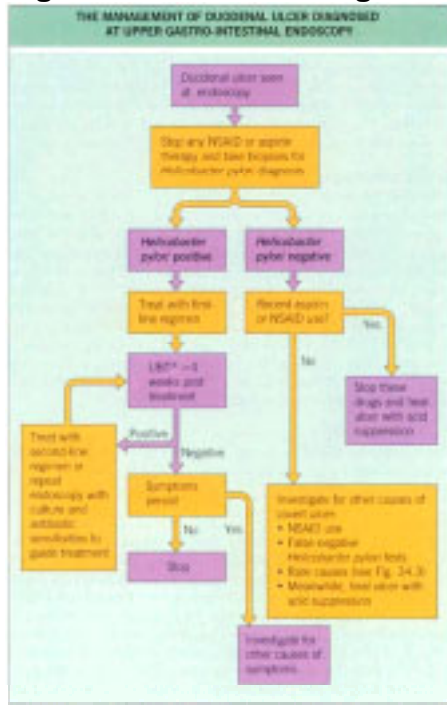 THE MANAGEMENT OF DUODENAL ULCER DIAGNOSED
AT UPPER GASTRO-INTESTINAL ENDOSCOPY
Duodenal ulcer seen
at endoscopy
Stop any NSAID or aspirin
therapy and take biopsies for
Helicobacter pylori diagnosis
Helicobacter
pylori positive
Helicobacter
pylori negative
Treat with first-
line regimen
Recent aspirin
or NSAID use?
Yes
No
UBT*
weeks post
treatment
Stop these
drugs and heal
ulcer with acid
suppression
Positive
Negative
Treat with
second-line
regimen or
repeat
endoscopy with
culture and
antibiotic
sensitivities to
guide treatment
Symptoms
persist
No
Yes
Stop
Investigate for other causes of
ulcer:
• NSAID use
• False negative
Helicobacter pylori tests
• Rare causes (see Fig. 24.3)
• Meanwhile, heal ulcer with
acid suppression
Investigate for
other causes of
symptoms